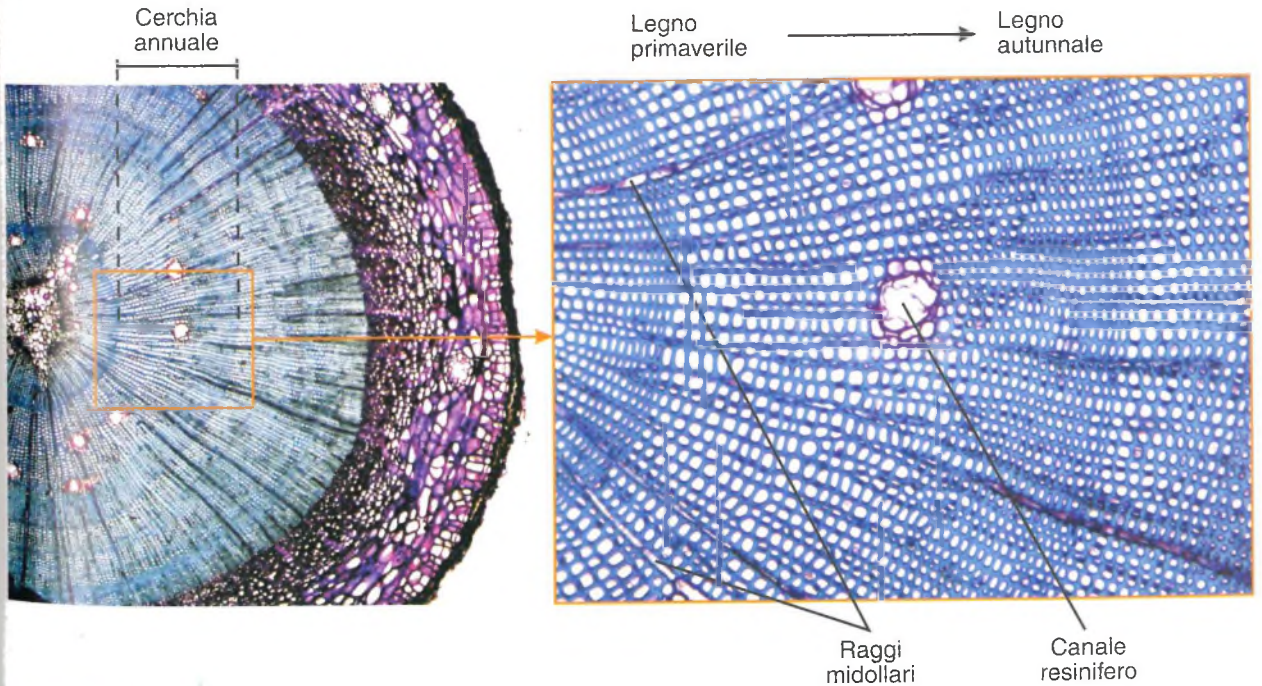 Cerchia
annuale
Legno
primaverile
Legno
autunnale
Raggi
midollari
Canale
resinifero